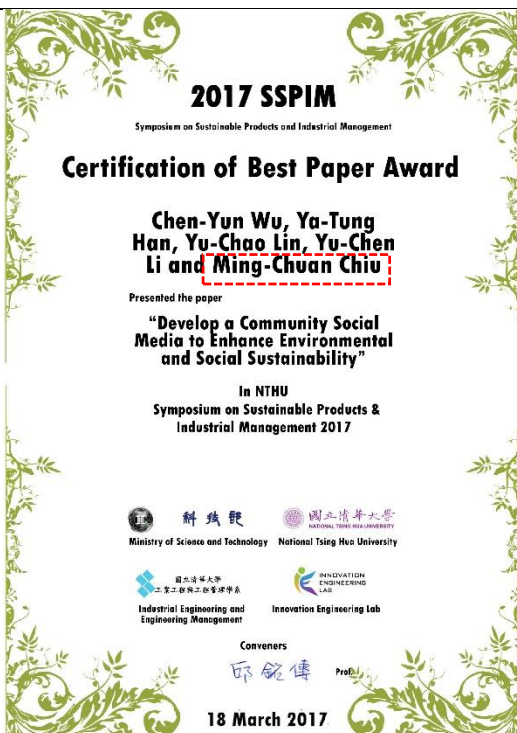 2017 SSPIM
Symposium on Sustainable Products and Industrial Management
Certification of Best Paper Award
Chen-Yun Wu, Ya-Tung
Han, Yu-Chao Lin, Yu-Chen
Li and Ming-Chuan Chiu
Presented the paper
“Develop a Community Social
Media to Enhance Environmental
and Social Sustainability”
In NTHU
Symposium on Sustainable Products &
Industrial Management 2017
科技部
國立清華大學
NATIONAL TSING HUA UNIVERSITY
Ministry of Science and Technology
National Tsing Hua University
國立清華大學
工業工程與工程管理學系
INNOVATION
ENGINEERING
LAB
Industrial Engineering and
Engineering Management
Innovation Engineering Lab
Conveners
邱銘傳
Prof.
18 March 2017